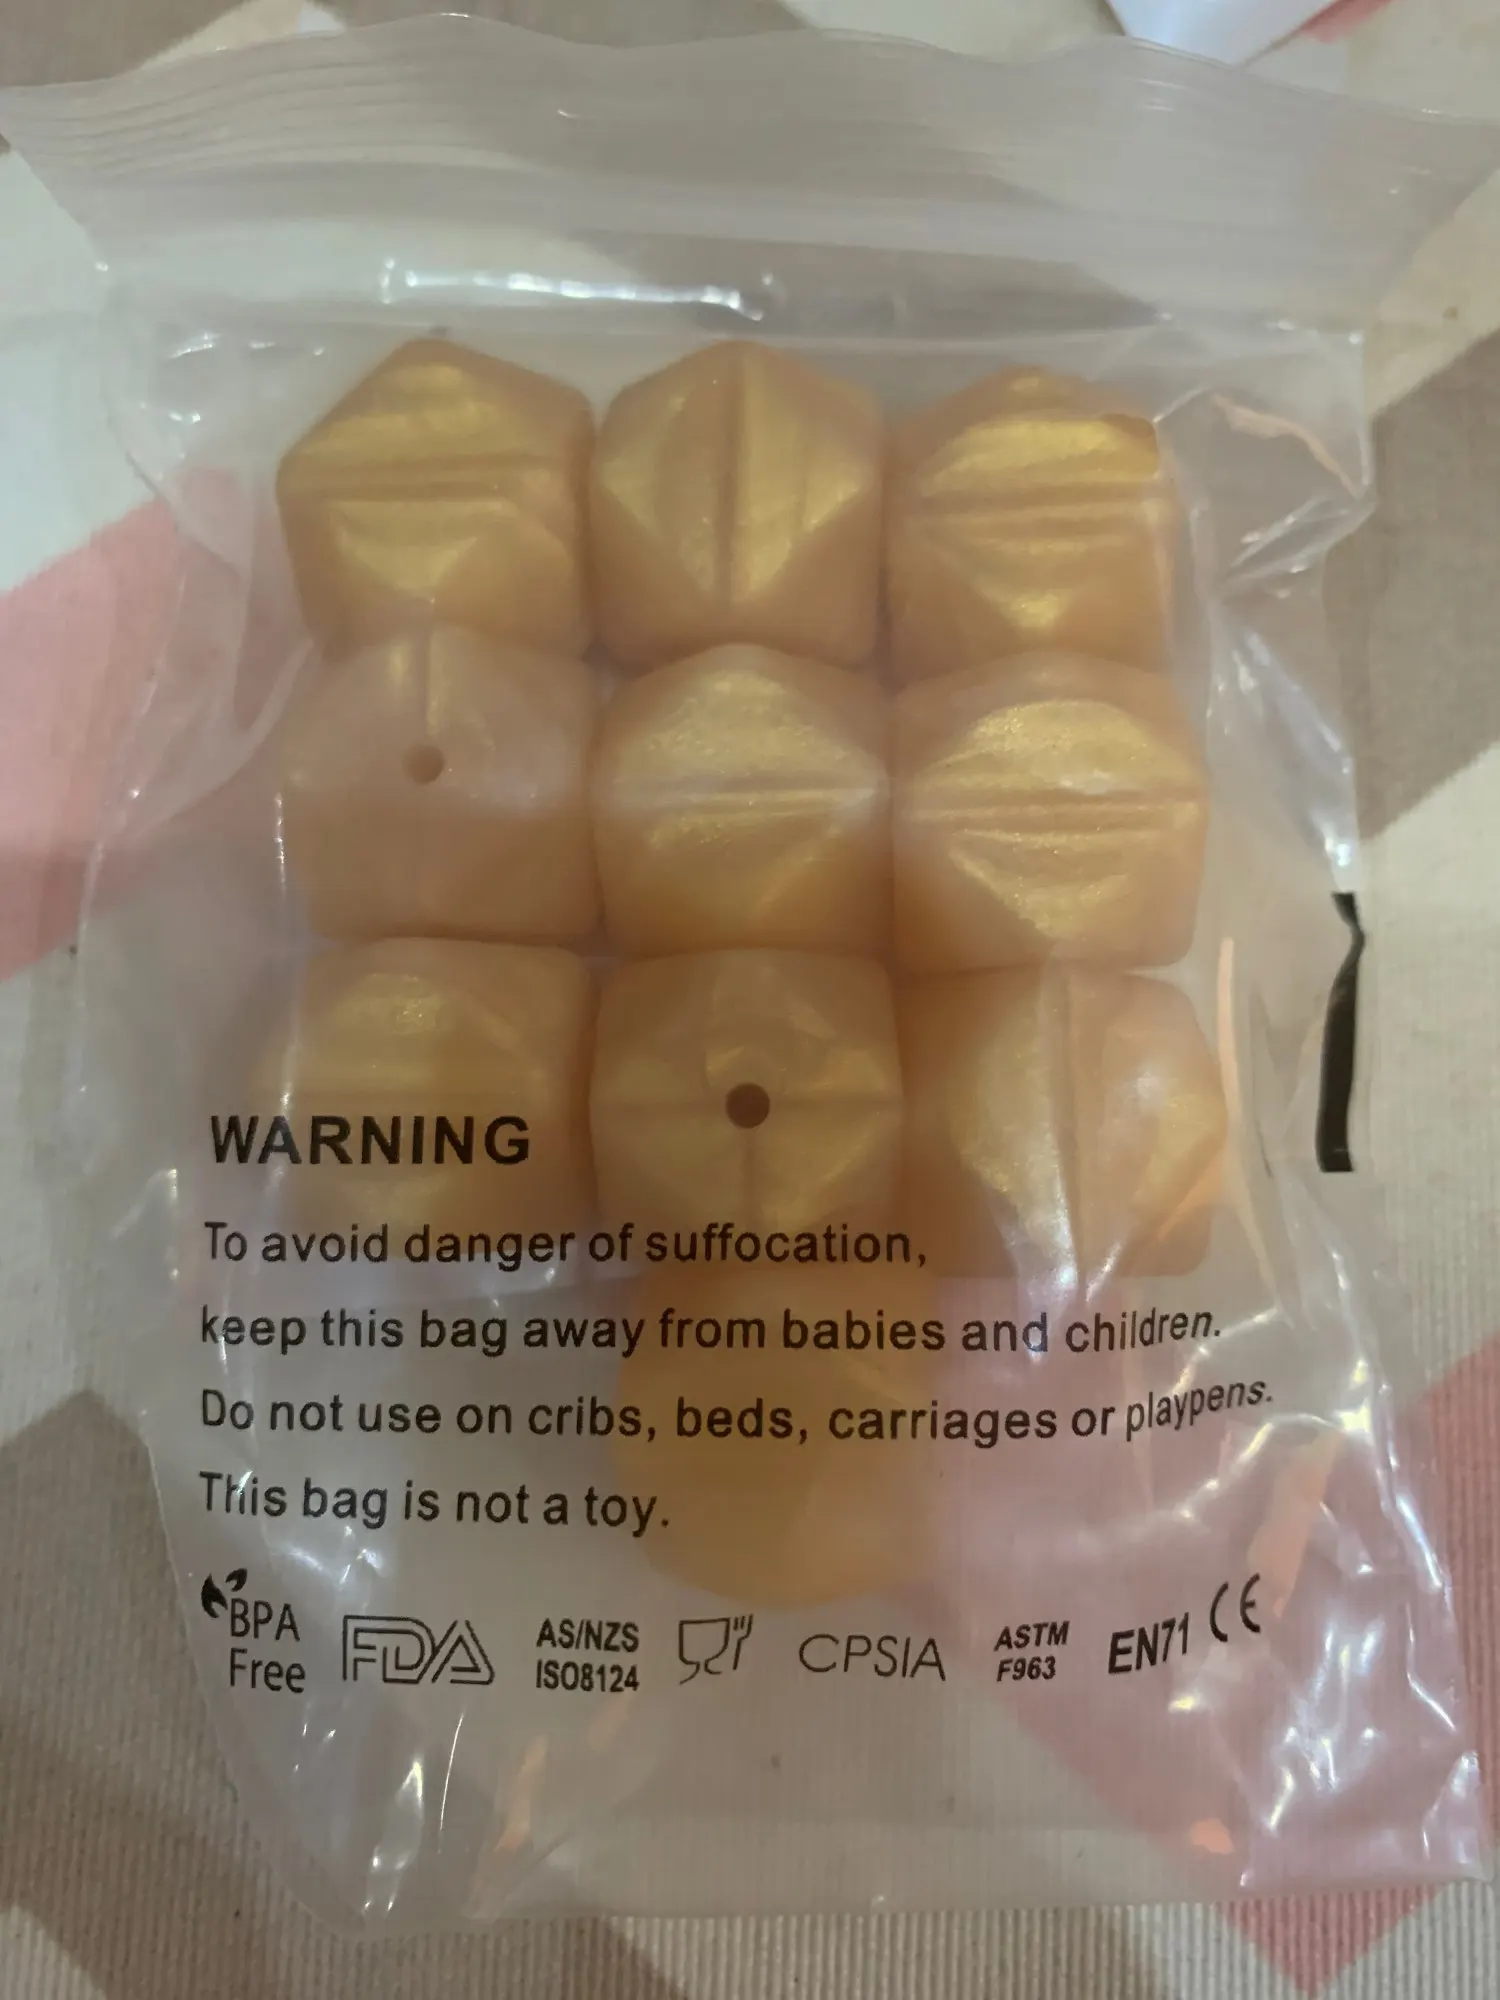 WARNING
To avoid danger of suffocation,
keep this bag away from babies and children.
Do not use on cribs, beds, carriages or playpens.
This bag is not a toy.
BPA
Free
FDA
AS/NZS
ISO8124
CPSIA
ASTM
F963
EN71
CE